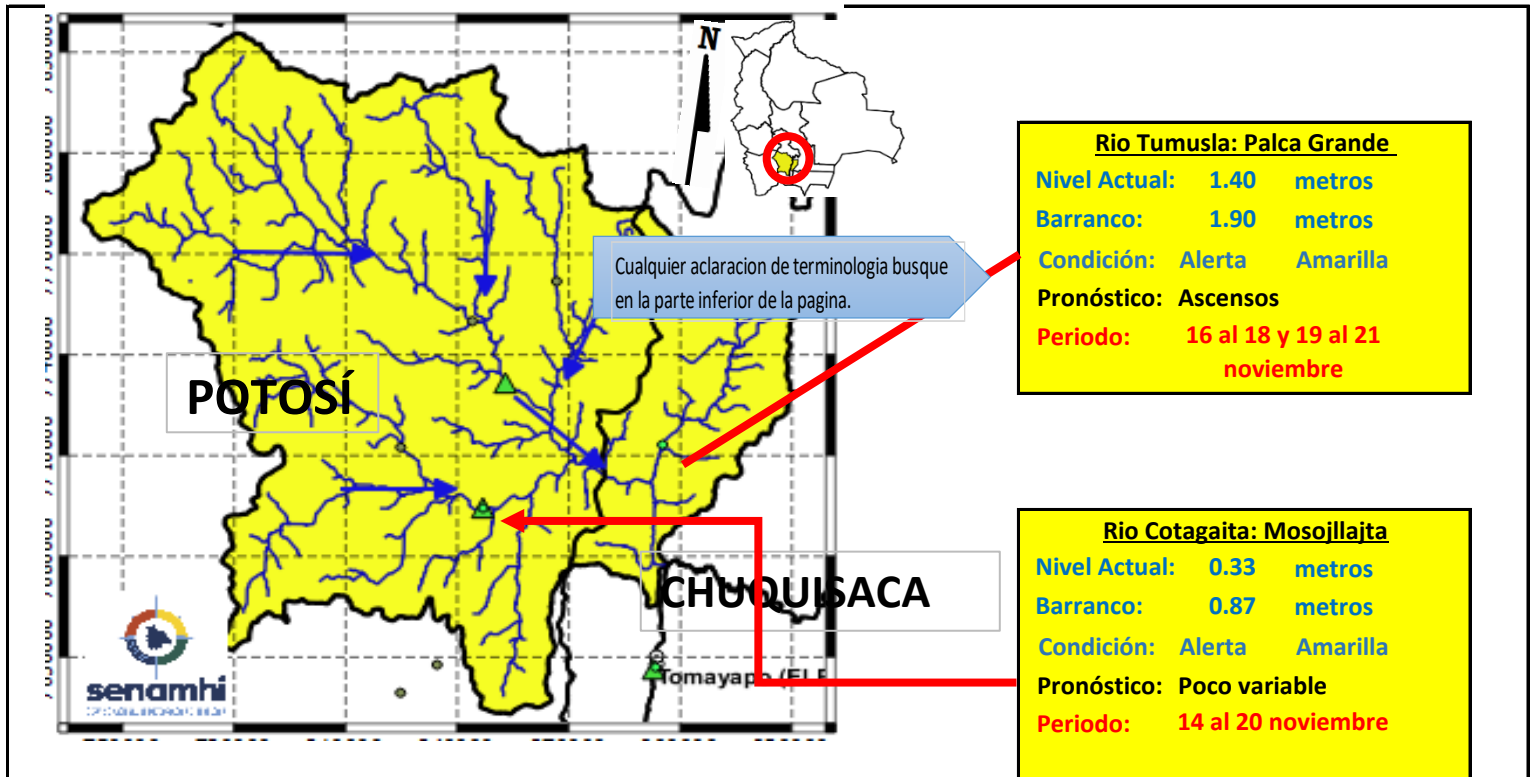 N
Rio Tumusla: Palca Grande
Nivel Actual: 1.40 metros
Barranco: 1.90 metros
Condición: Alerta Amarilla
Pronóstico: Ascensos
Periodo: 16 al 18 y 19 al 21
noviembre
Cualquier aclaracion de terminologia busque
en la parte inferior de la pagina.
POTOSÍ
CHUQUISACA
Rio Cotagaita: Mosojllajta
Nivel Actual: 0.33 metros
Barranco: 0.87 metros
Condición: Alerta Amarilla
Pronóstico: Poco variable
Periodo: 14 al 20 noviembre
Tomayapo
senamhi